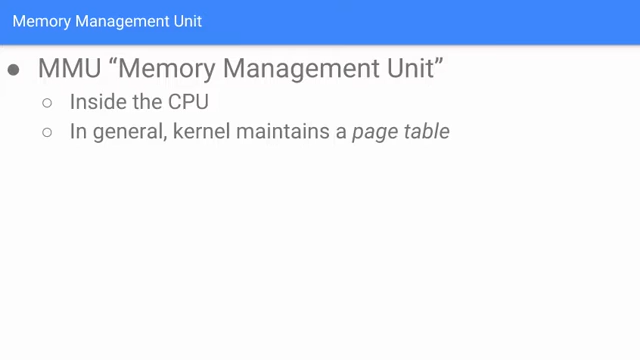 Memory Management Unit
● MMU “Memory Management Unit”
○ Inside the CPU
○ In general, kernel maintains a page table